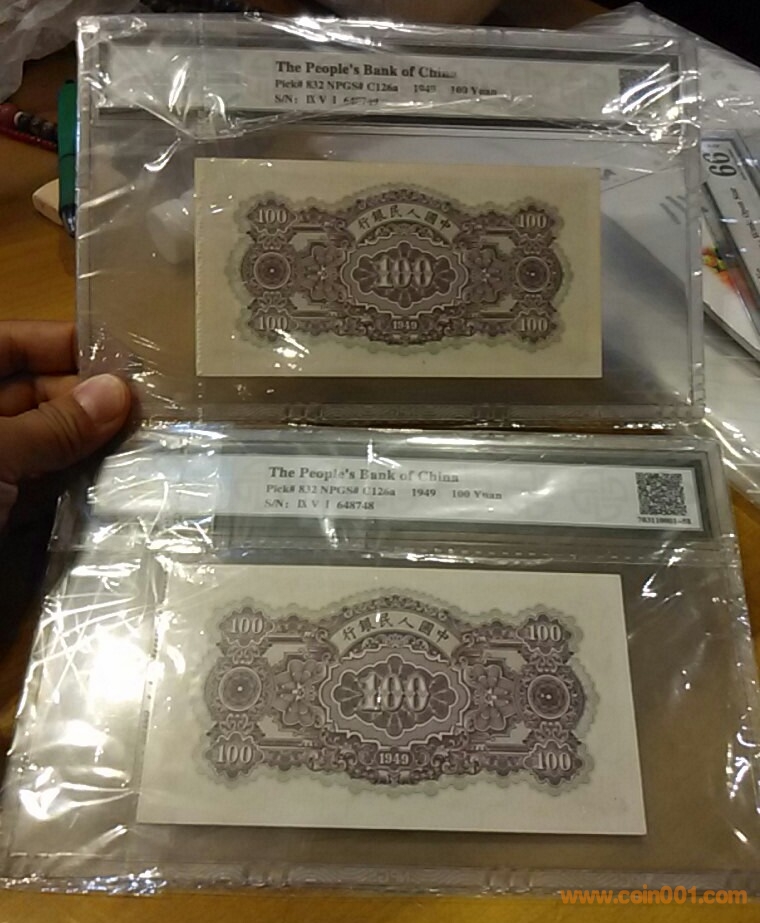 The People's Bank of China
Pick# 832 NPGS# C126a 1949 100 Yuan
S/N: IX V I
66
100
行銀民人國中
100
100
100
1949
100
The People's Bank of China
Pick# 832 NPGS# C126a 1949 100 Yuan
S/N: IX V I 648748
100
行銀民人國中
100
100
100
1949
100
www.coin001.com